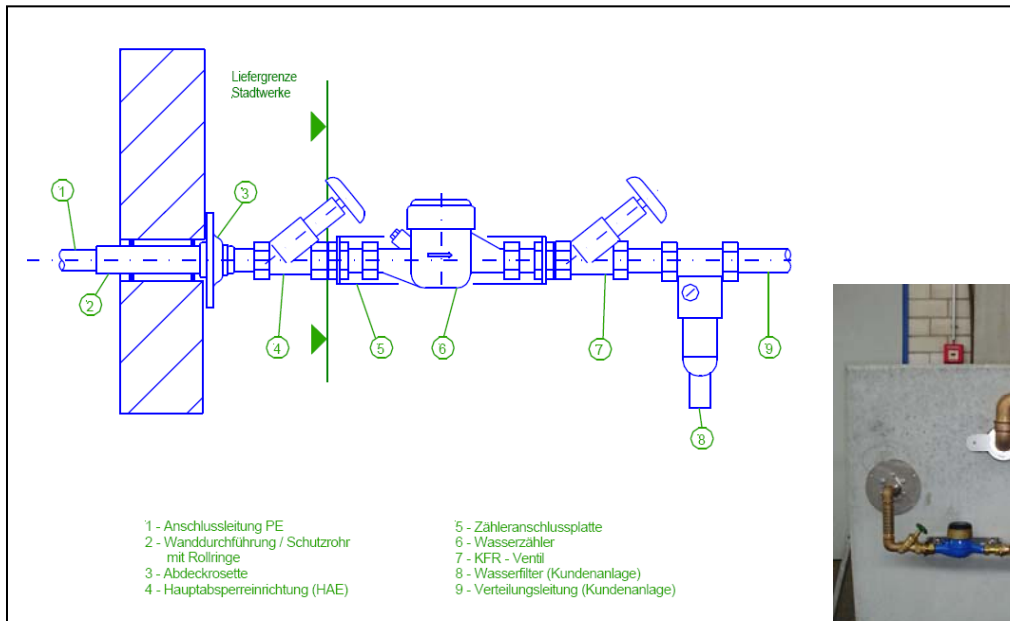 Liefergrenze
Stadtwerke
1
2
3
4
5
6
7
8
9
1 - Anschlussleitung PE
2 - Wanddurchführung / Schutzrohr
mit Rollringe
3 - Abdeckrosette
4 - Hauptabsperreinrichtung (HAE)
5 - Zähleranschlussplatte
6 - Wasserzähler
7 - KFR - Ventil
8 - Wasserfilter (Kundenanlage)
9 - Verteilungsleitung (Kundenanlage)